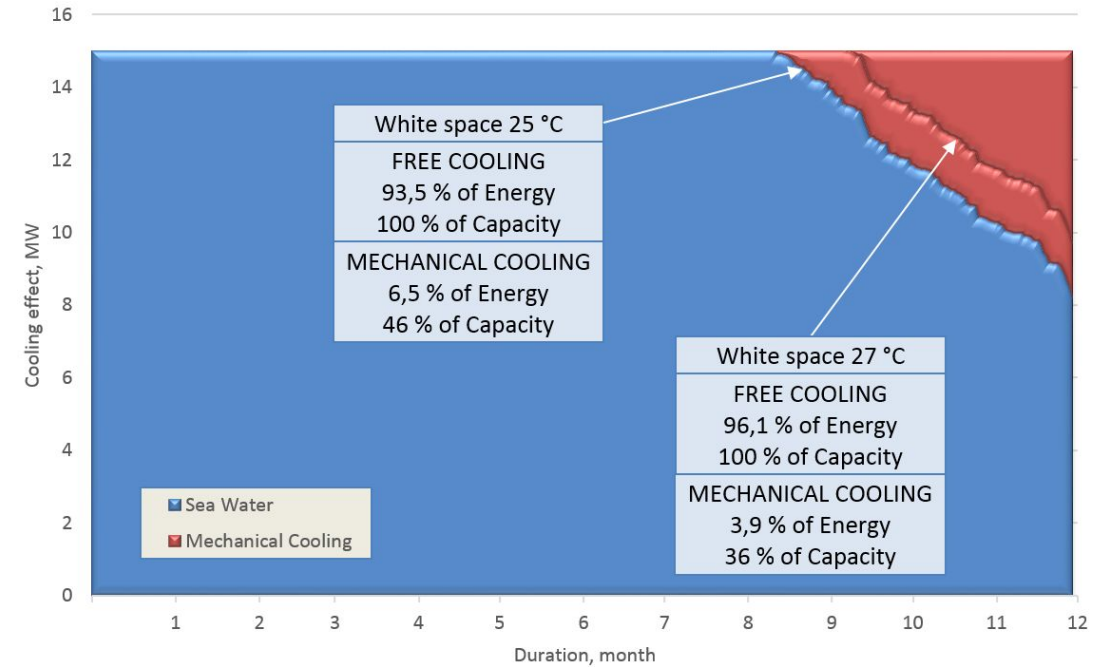 16
14
12
10
8
6
4
2
0
Cooling effect, MW
White space 25 °C
FREE COOLING
93,5 % of Energy
100 % of Capacity
MECHANICAL COOLING
6,5 % of Energy
46 % of Capacity
White space 27 °C
FREE COOLING
96,1 % of Energy
100 % of Capacity
MECHANICAL COOLING
3,9 % of Energy
36 % of Capacity
Sea Water
Mechanical Cooling
1 2 3 4 5 6 7 8 9 10 11 12
Duration, month